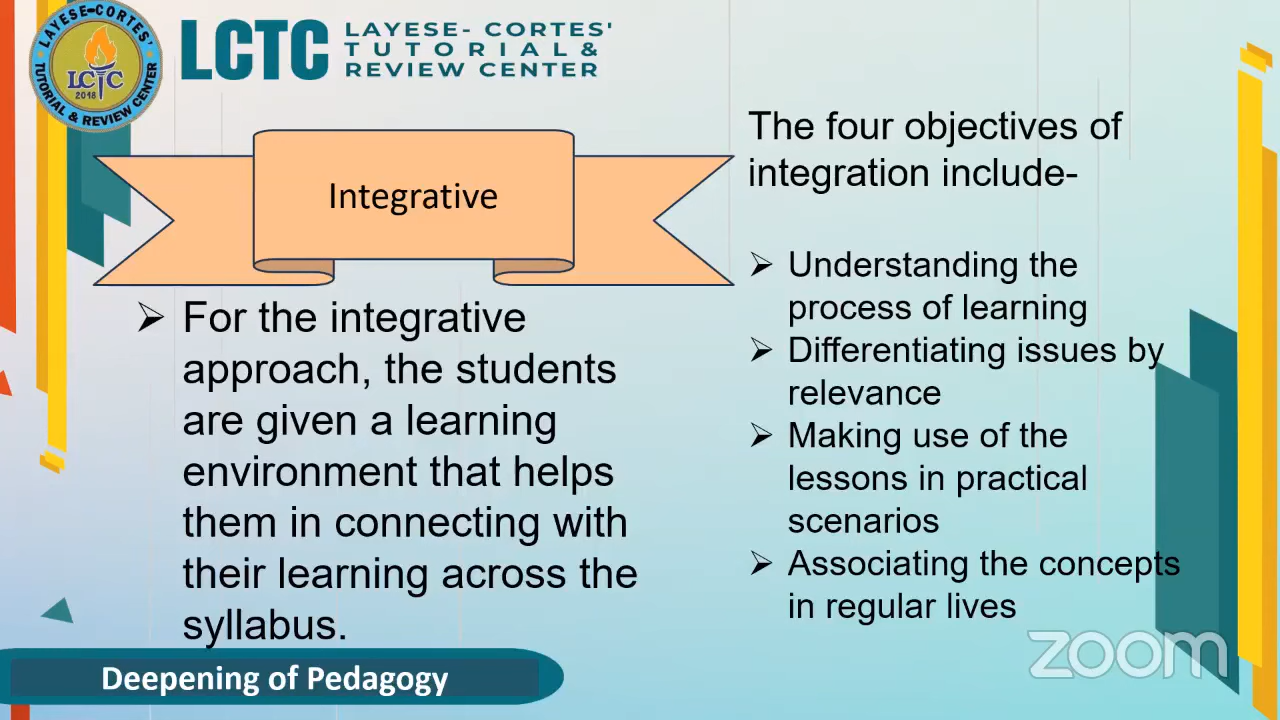 LAYESE-CORTES'
LCTC
2018
TUTORIAL & REVIEW CENTER
LCTC
LAYESE- CORTES'
TUTORIAL &
REVIEW CENTER
Integrative
➢ For the integrative
approach, the students
are given a learning
environment that helps
them in connecting with
their learning across the
syllabus.
The four objectives of
integration include-
➢ Understanding the
process of learning
➢ Differentiating issues by
relevance
➢ Making use of the
lessons in practical
scenarios
➢ Associating the concepts
in regular lives
Deepening of Pedagogy
zoom